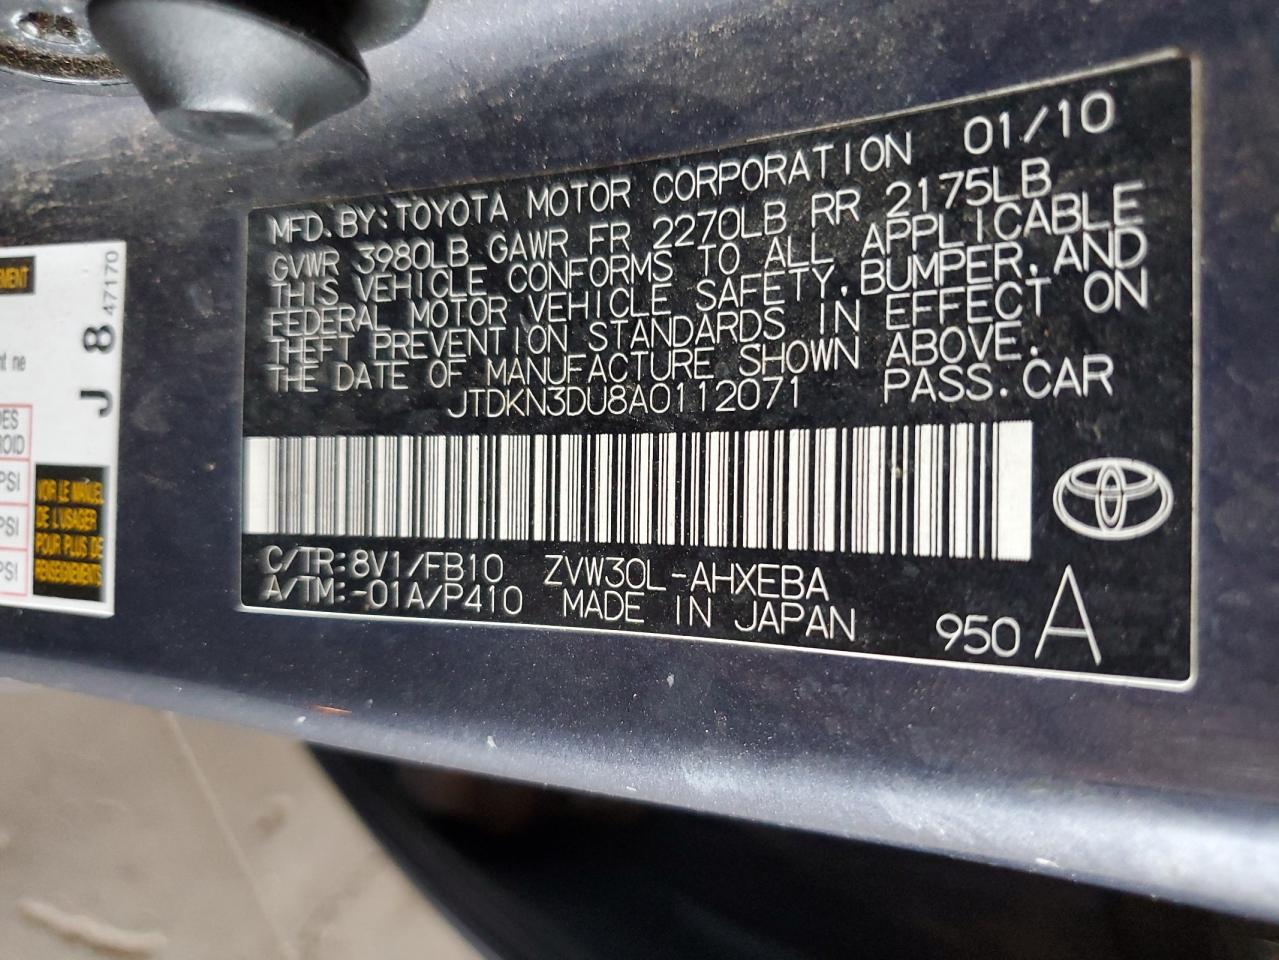 MFD.BY:TOYOTA MOTOR CORPORATION 01/10
GVWR 3980LB GAWR FR 2270LB RR 2175LB
THIS VEHICLE CONFORMS TO ALL APPLICABLE
FEDERAL MOTOR VEHICLE SAFETY,BUMPER,AND
THEFT PREVENTION STANDARDS IN EFFECT ON
THE DATE OF MANUFACTURE SHOWN ABOVE.
JTDKN3DU8A0112071 PASS.CAR
C/TR:8V1/FB10 ZVW30L-AHXEBA
A/TM:-01A/P410 MADE IN JAPAN
950 A
J 8 47170
PSI
PSI
PSI
VOIR LE MANUEL
DE L'USAGER
POUR PLUS DE
RENSEIGNEMENTS